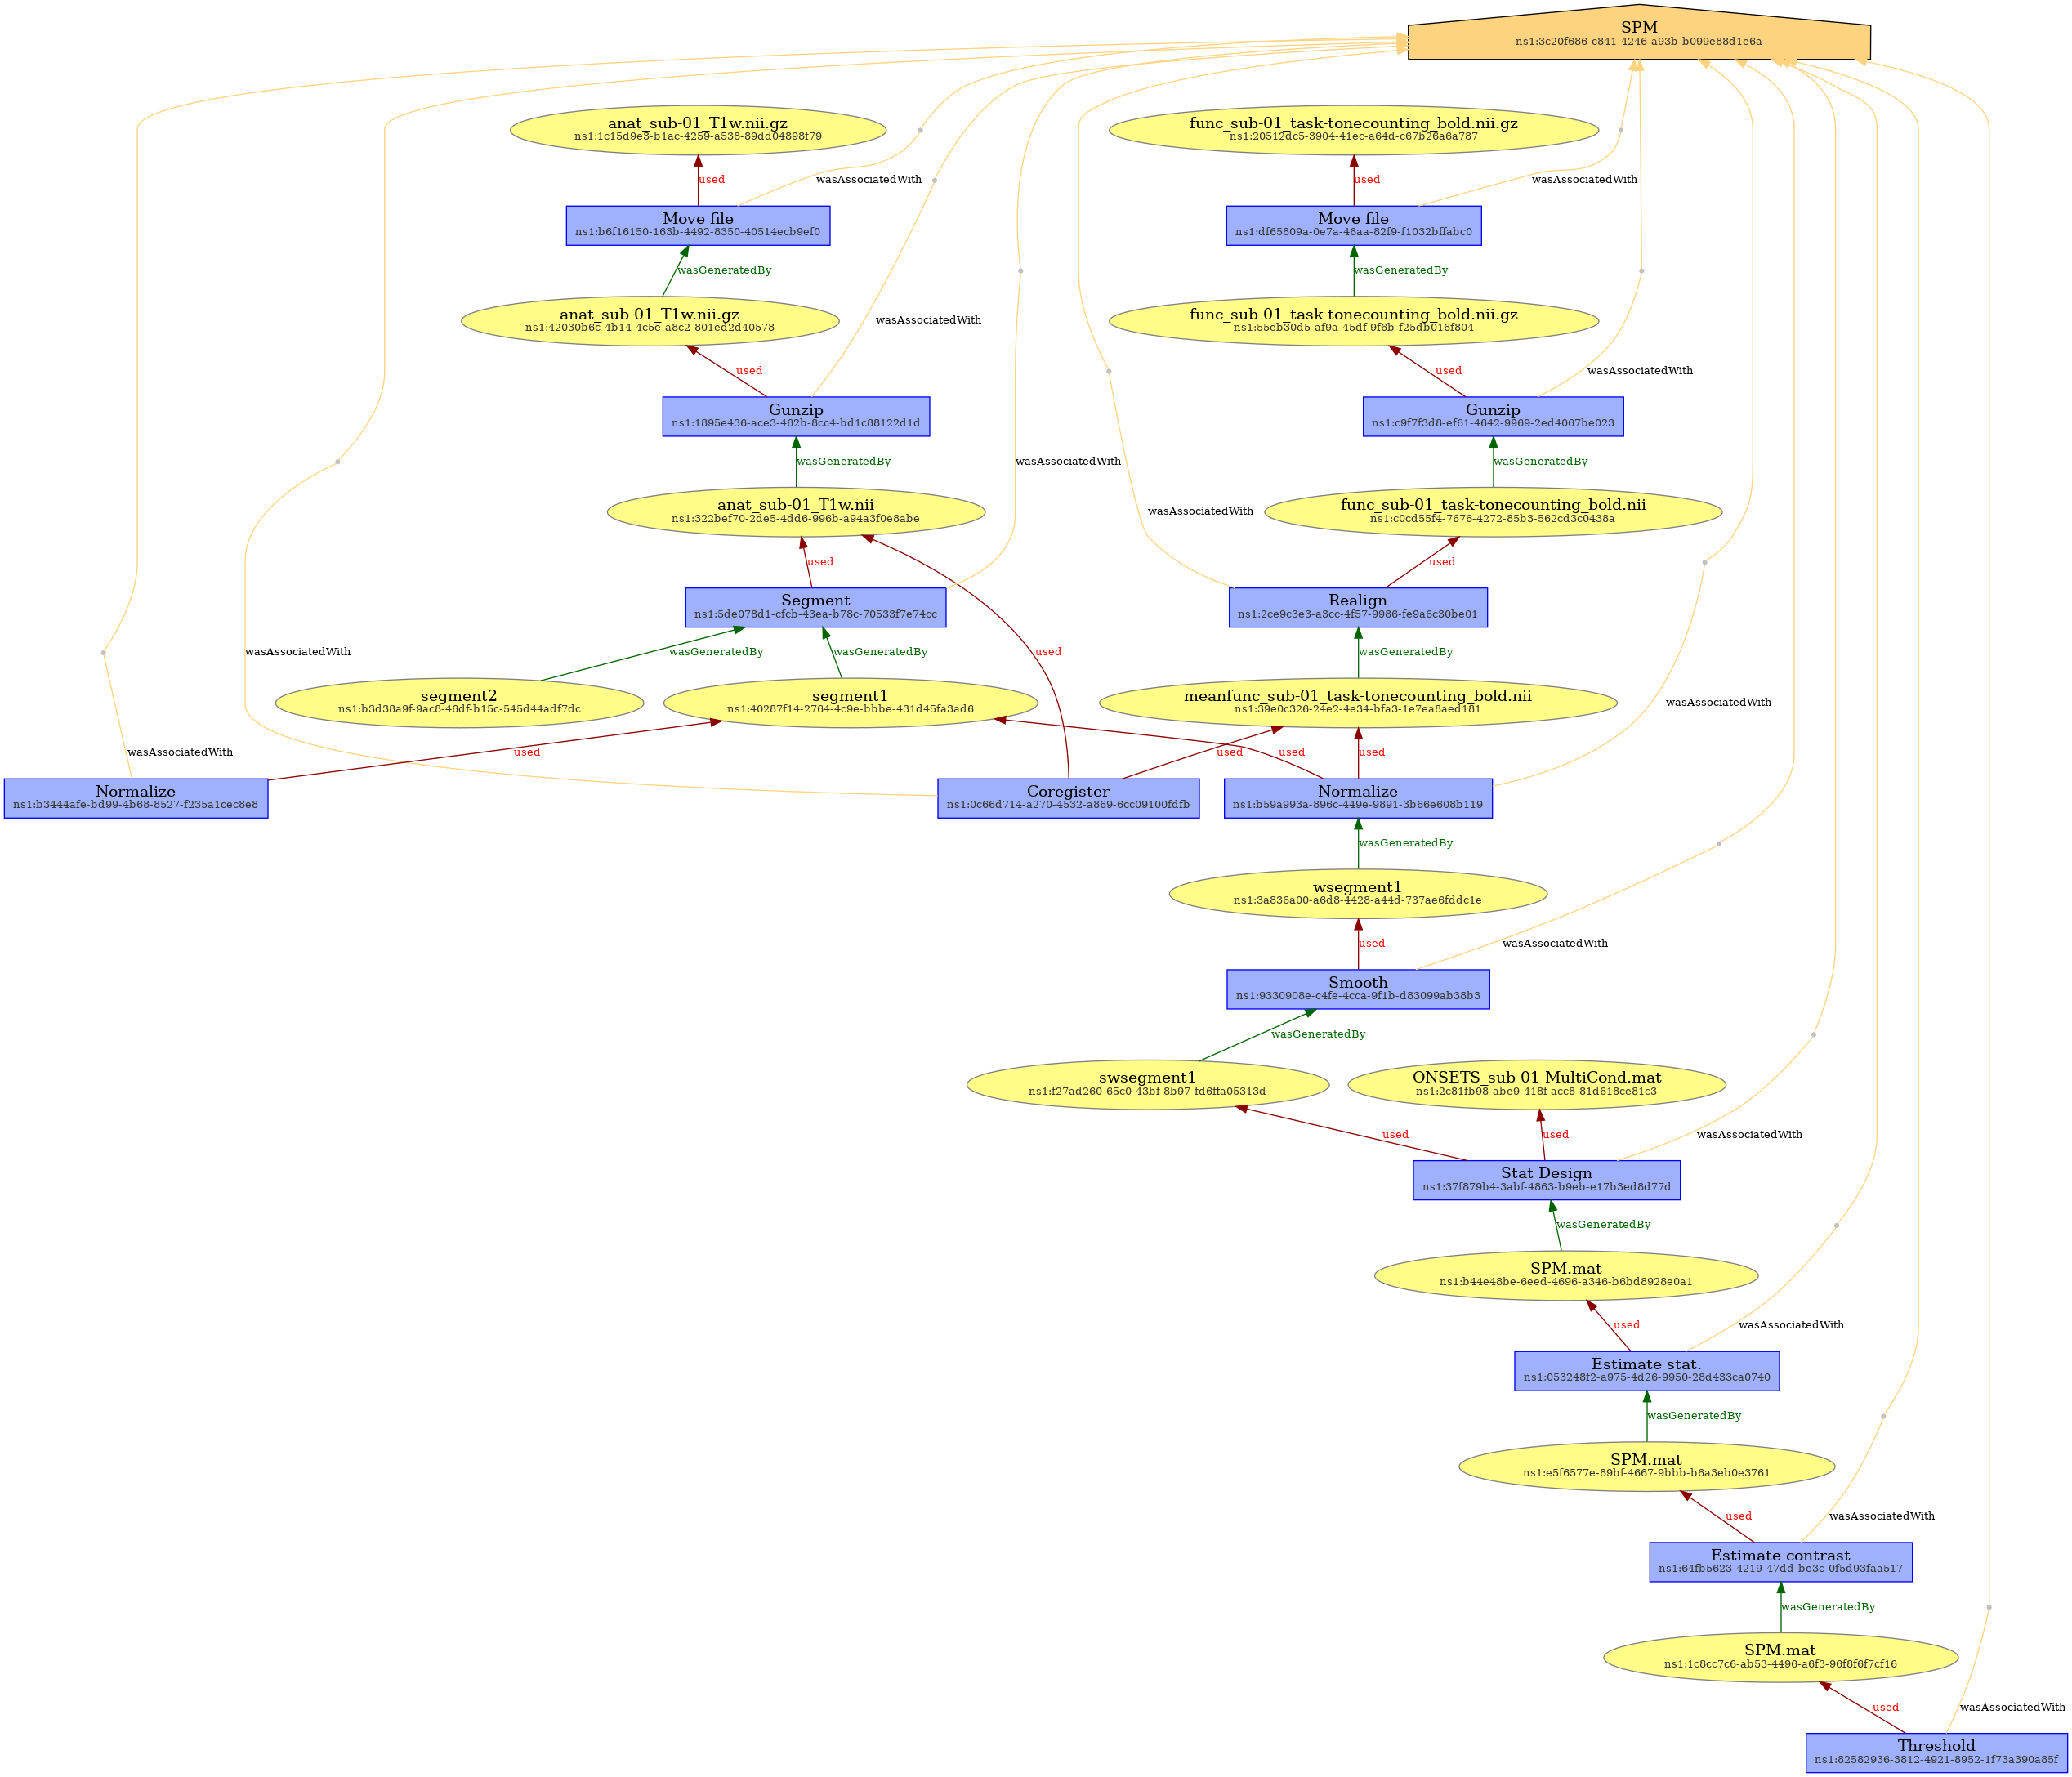 SPM
ns1:3c20f686-c841-4246-a93b-b099e88d1e6a
anat_sub-01_T1w.nii.gz
ns1:1c15d9e3-b1ac-4259-a538-89dd04898f79
func_sub-01_task-tonecounting_bold.nii.gz
ns1:20512dc5-3904-41ec-a64d-c67b26a6a787
used
wasAssociatedWith
used
wasAssociatedWith
Move file
ns1:b6f16150-163b-4492-8350-40514ecb9ef0
Move file
ns1:df65809a-0e7a-46aa-82f9-f1032bffabc0
wasGeneratedBy
wasGeneratedBy
anat_sub-01_T1w.nii.gz
ns1:42030b6c-4b14-4c5e-a8c2-801ed2d40578
wasAssociatedWith
func_sub-01_task-tonecounting_bold.nii.gz
ns1:55eb30d5-af9a-45df-9f6b-f25db016f804
used
used
wasAssociatedWith
Gunzip
ns1:1895e436-ace3-462b-8cc4-bd1c88122d1d
Gunzip
ns1:c9f7f3d8-ef61-4642-9969-2ed4067be023
wasGeneratedBy
wasAssociatedWith
wasGeneratedBy
anat_sub-01_T1w.nii
ns1:322bef70-2de5-4dd6-996b-a94a3f0e8abe
wasAssociatedWith
func_sub-01_task-tonecounting_bold.nii
ns1:c0cd55f4-7676-4272-85b3-562cd3c0438a
used
used
Segment
ns1:5de078d1-cfcb-43ea-b78c-70533f7e74cc
Realign
ns1:2ce9c3e3-a3cc-4f57-9986-fe9a6c30be01
wasAssociatedWith
wasGeneratedBy
wasGeneratedBy
used
wasGeneratedBy
segment2
ns1:b3d38a9f-9ac8-46df-b15c-545d44adf7dc
segment1
ns1:40287f14-2764-4c9e-bbbe-431d45fa3ad6
meanfunc_sub-01_task-tonecounting_bold.nii
ns1:39e0c326-24e2-4e34-bfa3-1e7ea8aed181
wasAssociatedWith
wasAssociatedWith
used
used
used
used
Normalize
ns1:b3444afe-bd99-4b68-8527-f235a1cec8e8
Coregister
ns1:0c66d714-a270-4532-a869-6cc09100fdfb
Normalize
ns1:b59a993a-896c-449e-9891-3b66e608b119
wasGeneratedBy
wsegment1
ns1:3a836a00-a6d8-4428-a44d-737ae6fddc1e
used
wasAssociatedWith
Smooth
ns1:9330908e-c4fe-4cca-9f1b-d83099ab38b3
wasGeneratedBy
swsegment1
ns1:f27ad260-65c0-43bf-8b97-fd6ffa05313d
ONSETS_sub-01-MultiCond.mat
ns1:2c81fb98-abe9-418f-acc8-81d618ce81c3
used
used
wasAssociatedWith
Stat Design
ns1:37f879b4-3abf-4863-b9eb-e17b3ed8d77d
wasGeneratedBy
SPM.mat
ns1:b44e48be-6eed-4696-a346-b6bd8928e0a1
used
wasAssociatedWith
Estimate stat.
ns1:053248f2-a975-4d26-9950-28d433ca0740
wasGeneratedBy
SPM.mat
ns1:e5f6577e-89bf-4667-9bbb-b6a3eb0e3761
used
wasAssociatedWith
Estimate contrast
ns1:64fb5623-4219-47dd-be3c-0f5d93faa517
wasGeneratedBy
SPM.mat
ns1:1c8cc7c6-ab53-4496-a6f3-96f8f6f7cf16
used
wasAssociatedWith
Threshold
ns1:82582936-3812-4921-8952-1f73a390a85f